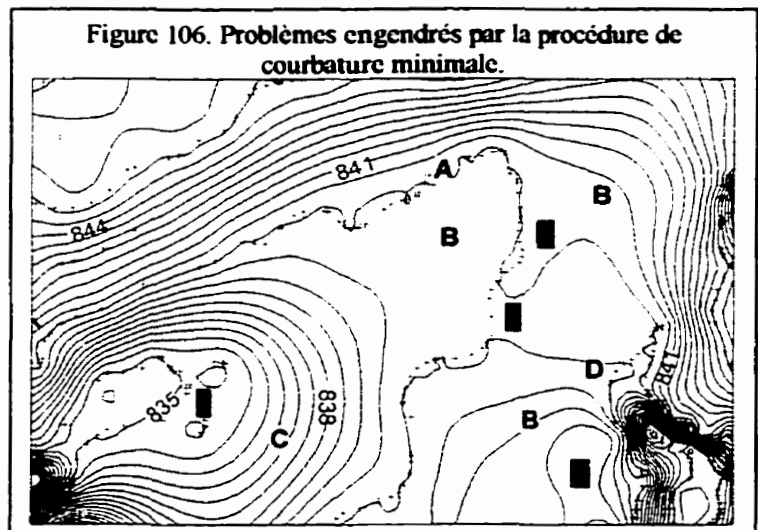 Figure 106. Problèmes engendrés par la procédure de
courbature minimale.
A
841
B
B
844
D
841
835
838
B
C